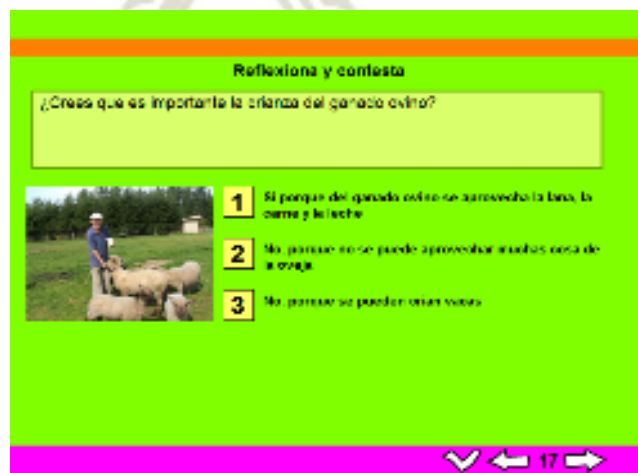 Reflexiona y contesta
¿Crees que es importante la crianza del ganado ovino?
1 Si porque del ganado ovino se aprovecha la lana, la
carne y la leche
2 No, porque no se puede aprovechar muchas cosa de
la oveja
3 No, porque se pueden crian vacas
17